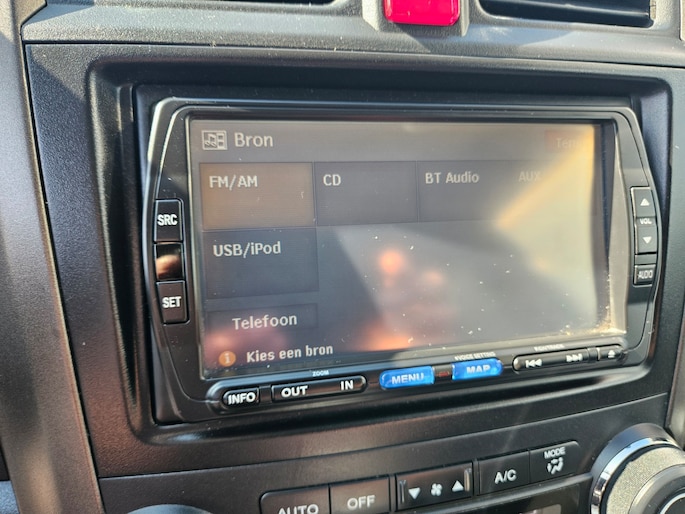 Bron
FM/AM CD BT Audio AUX
USB/iPod
Telefoon
Kies een bron
SRC
SET
VOL
AUDIO
ZOOM
INFO OUT IN MENU MAP
AUTO OFF A/C MODE